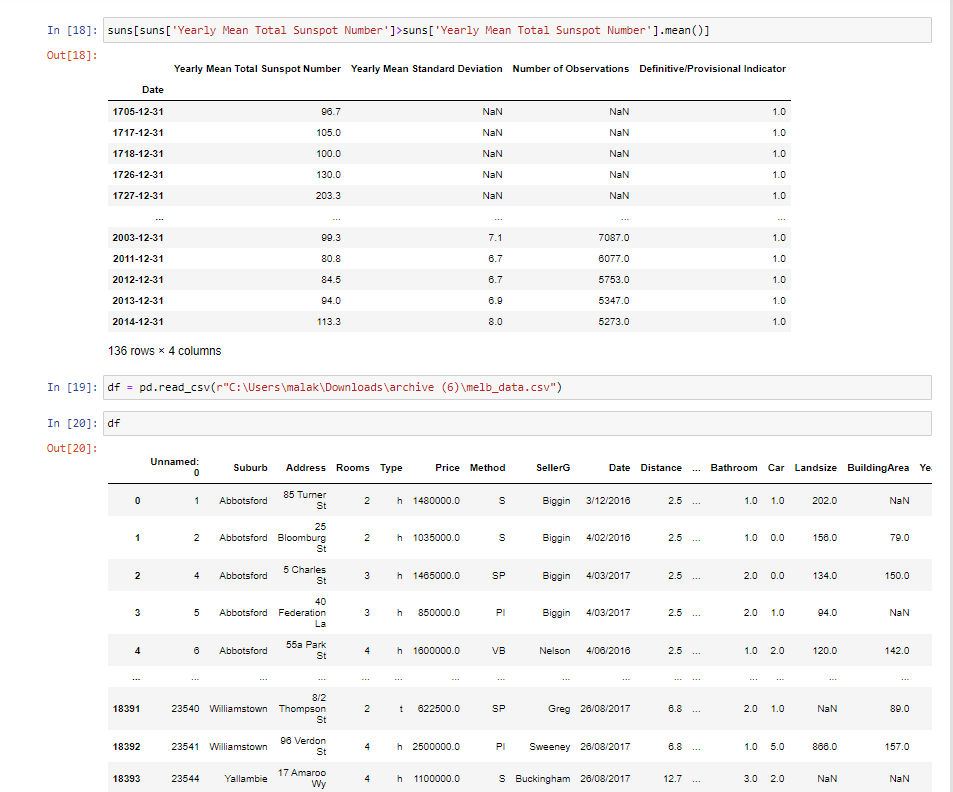 In [18]: suns[suns['Yearly Mean Total Sunspot Number']>suns['Yearly Mean Total Sunspot Number'].mean()]
Out[18]:
Yearly Mean Total Sunspot Number Yearly Mean Standard Deviation Number of Observations Definitive/Provisional Indicator
Date
1705-12-31 96.7 NaN NaN 1.0
1717-12-31 105.0 NaN NaN 1.0
1718-12-31 100.0 NaN NaN 1.0
1726-12-31 130.0 NaN NaN 1.0
1727-12-31 203.3 NaN NaN 1.0
... ... ... ... ...
2003-12-31 99.3 7.1 7087.0 1.0
2011-12-31 80.8 6.7 6077.0 1.0
2012-12-31 84.5 6.7 5753.0 1.0
2013-12-31 94.0 6.9 5347.0 1.0
2014-12-31 113.3 8.0 5273.0 1.0
136 rows × 4 columns
In [19]: df = pd.read_csv(r"C:\Users\malak\Downloads\archive (6)\melb_data.csv")
In [20]: df
Out[20]:
Unnamed: 0 Suburb Address Rooms Type Price Method SellerG Date Distance ... Bathroom Car Landsize BuildingArea Ye
0 1 Abbotsford 85 Turner St 2 h 1480000.0 S Biggin 3/12/2016 2.5 ... 1.0 1.0 202.0 NaN
1 2 Abbotsford 25 Bloomburg St 2 h 1035000.0 S Biggin 4/02/2016 2.5 ... 1.0 0.0 156.0 79.0
2 4 Abbotsford 5 Charles St 3 h 1465000.0 SP Biggin 4/03/2017 2.5 ... 2.0 0.0 134.0 150.0
3 5 Abbotsford 40 Federation La 3 h 850000.0 PI Biggin 4/03/2017 2.5 ... 2.0 1.0 94.0 NaN
4 6 Abbotsford 55a Park St 4 h 1600000.0 VB Nelson 4/06/2016 2.5 ... 1.0 2.0 120.0 142.0
... ... ... ... ... ... ... ... ... ... ... ... ... ... ... ...
18391 23540 Williamstown 8/2 Thompson St 2 t 622500.0 SP Greg 26/08/2017 6.8 ... 2.0 1.0 NaN 89.0
18392 23541 Williamstown 96 Verdon St 4 h 2500000.0 PI Sweeney 26/08/2017 6.8 ... 1.0 5.0 866.0 157.0
18393 23544 Yallambie 17 Amaroo Wy 4 h 1100000.0 S Buckingham 26/08/2017 12.7 ... 3.0 2.0 NaN NaN